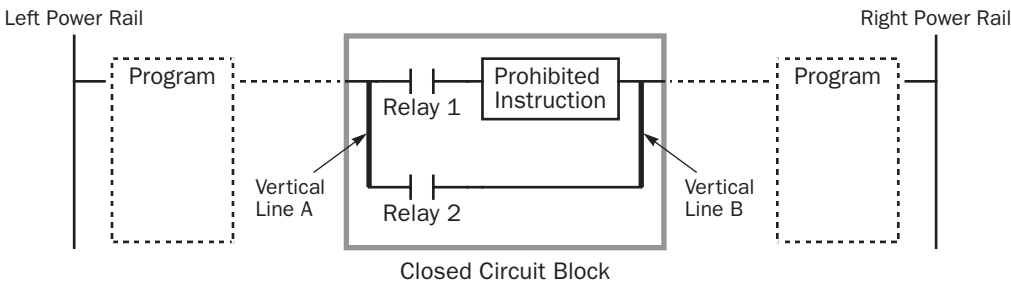 Left Power Rail
Right Power Rail
Program
Prohibited
Instruction
Program
Relay 1
Vertical
Line A
Relay 2
Vertical
Line B
Closed Circuit Block